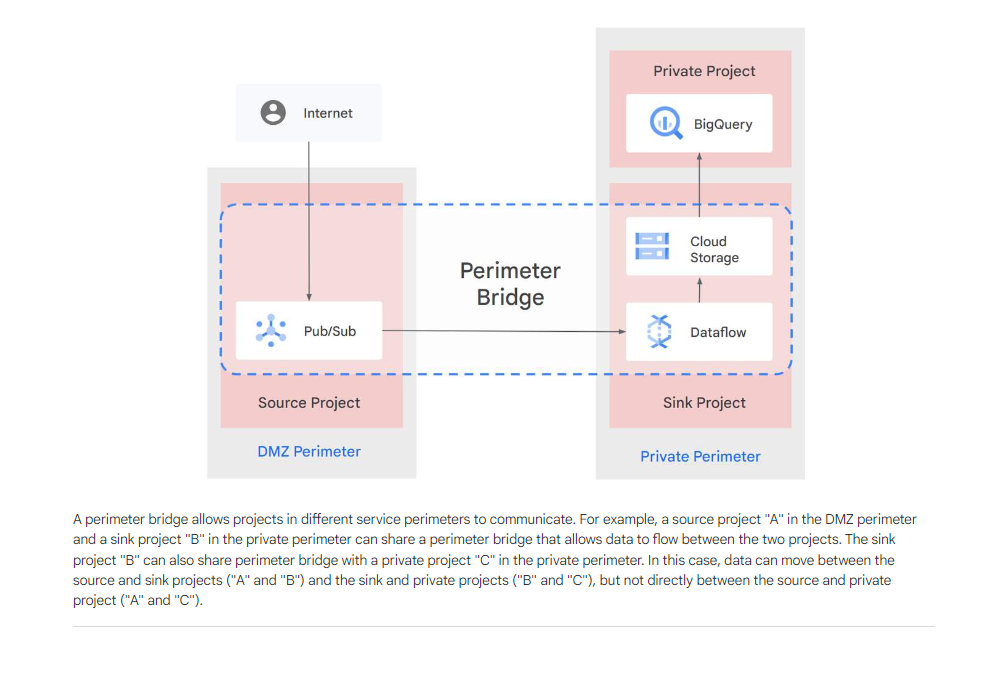 Private Project
BigQuery
Internet
Cloud
Storage
Perimeter
Bridge
Pub/Sub
Dataflow
Source Project
Sink Project
DMZ Perimeter
Private Perimeter
A perimeter bridge allows projects in different service perimeters to communicate. For example, a source project "A" in the DMZ perimeter
and a sink project "B" in the private perimeter can share a perimeter bridge that allows data to flow between the two projects. The sink
project "B" can also share perimeter bridge with a private project "C" in the private perimeter. In this case, data can move between the
source and sink projects ("A" and "B") and the sink and private projects ("B" and "C"), but not directly between the source and private
project ("A" and "C").